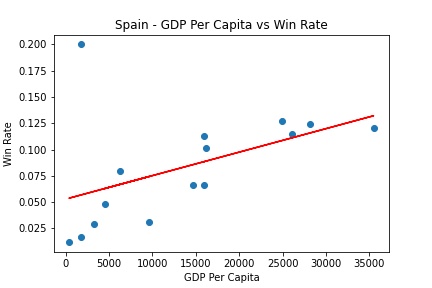 Spain - GDP Per Capita vs Win Rate
0.200
0.175
0.150
0.125
0.100
0.075
0.050
0.025
Win Rate
0 5000 10000 15000 20000 25000 30000 35000
GDP Per Capita